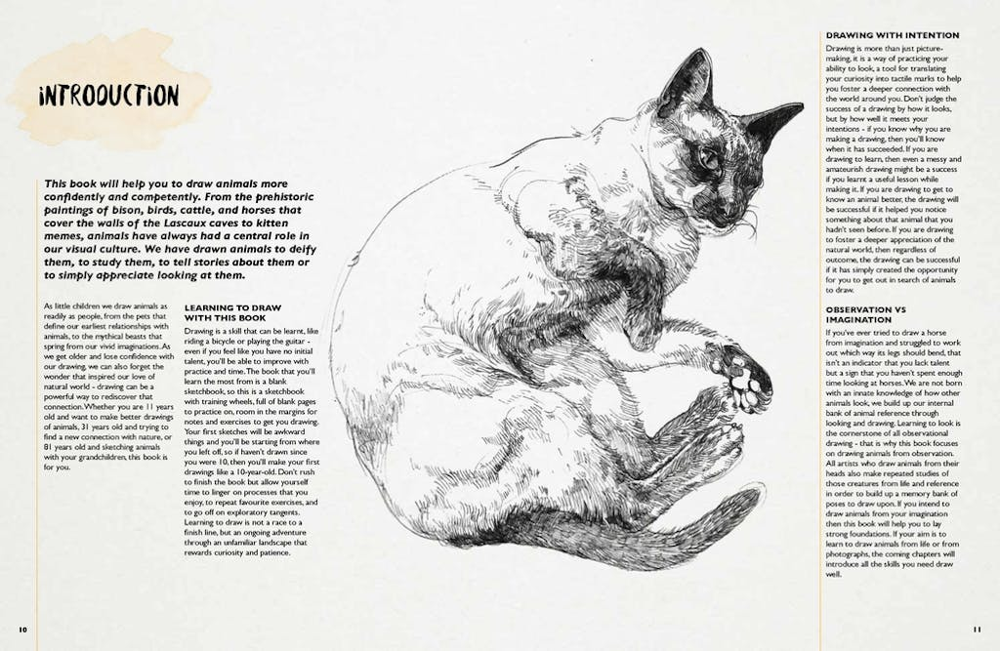 INTRODUCTION
This book will help you to draw animals more
confidently and competently. From the prehistoric
paintings of bison, birds, cattle, and horses that
cover the walls of the Lascaux caves to kitten
memes, animals have always had a central role in
our visual culture. We have drawn animals to deify
them, to study them, to tell stories about them or
to simply appreciate looking at them.
As little children we draw animals as
readily as people, from the pets that
define our earliest relationships with
animals, to the mythical beasts that
spring from our vivid imaginations. As
we get older and lose confidence with
our drawing, we can also forget the
wonder that inspired our love of
natural world - drawing can be a
powerful way to rediscover that
connection. Whether you are 11 years
old and want to make better drawings
of animals, 31 years old and trying to
find a new connection with nature, or
81 years old and sketching animals
with your grandchildren, this book is
for you.
LEARNING TO DRAW
WITH THIS BOOK
Drawing is a skill that can be learnt, like
riding a bicycle or playing the guitar -
even if you feel like you have no initial
talent, you'll be able to improve with
practice and time. The book that you'll
learn the most from is a blank
sketchbook, so this is a sketchbook
with training wheels, full of blank pages
to practice on, room in the margins for
notes and exercises to get you drawing.
Your first sketches will be awkward
things and you'll be starting from where
you left off, so if haven't drawn since
you were 10, then you'll make your first
drawings like a 10-year-old. Don't rush
to finish the book but allow yourself
time to linger on processes that you
enjoy, to repeat favourite exercises, and
to go off on exploratory tangents.
Learning to draw is not a race to a
finish line, but an ongoing adventure
through an unfamiliar landscape that
rewards curiosity and patience.
10
DRAWING WITH INTENTION
Drawing is more than just picture-
making, it is a way of practicing your
ability to look, a tool for translating
your curiosity into tactile marks to help
you foster a deeper connection with
the world around you. Don't judge the
success of a drawing by how it looks,
but by how well it meets your
intentions - if you know why you are
making a drawing, then you'll know
when it has succeeded. If you are
drawing to learn, then even a messy and
amateurish drawing might be a success
if you learnt a useful lesson while
making it. If you are drawing to get to
know an animal better, the drawing will
be successful if it helped you notice
something about that animal that you
hadn't seen before. If you are drawing
to foster a deeper appreciation of the
natural world, then regardless of
outcome, the drawing can be successful
if it has simply created the opportunity
for you to get out in search of animals
to draw.
OBSERVATION VS
IMAGINATION
If you've ever tried to draw a horse
from imagination and struggled to work
out which way its legs should bend, that
isn't an indicator that you lack talent
but a sign that you haven't spent enough
time looking at horses. We are not born
with an innate knowledge of how other
animals look, we build up our internal
bank of animal reference through
looking and drawing. Learning to look is
the cornerstone of all observational
drawing - that is why this book focuses
on drawing animals from observation.
All artists who draw animals from their
heads also make repeated studies of
those creatures from life and reference
in order to build up a memory bank of
poses to draw upon. If you intend to
draw animals from your imagination
then this book will help you to lay
strong foundations. If your aim is to
learn to draw animals from life or from
photographs, the coming chapters will
introduce all the skills you need draw
well.
11